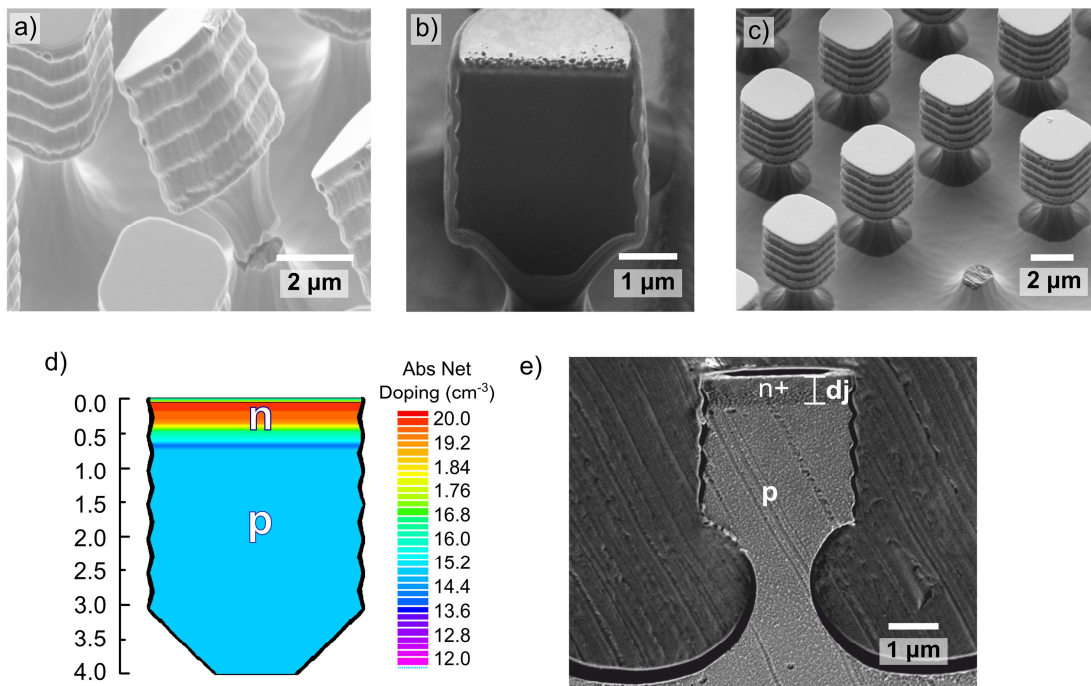 a)
2 µm
b)
1 µm
c)
2 µm
d)
0.0
0.5
1.0
1.5
2.0
2.5
3.0
3.5
4.0
n
p
Abs Net
Doping (cm-3)
20.0
19.2
1.84
1.76
16.8
16.0
15.2
14.4
13.6
12.8
12.0
e)
n+
dj
p
1 µm